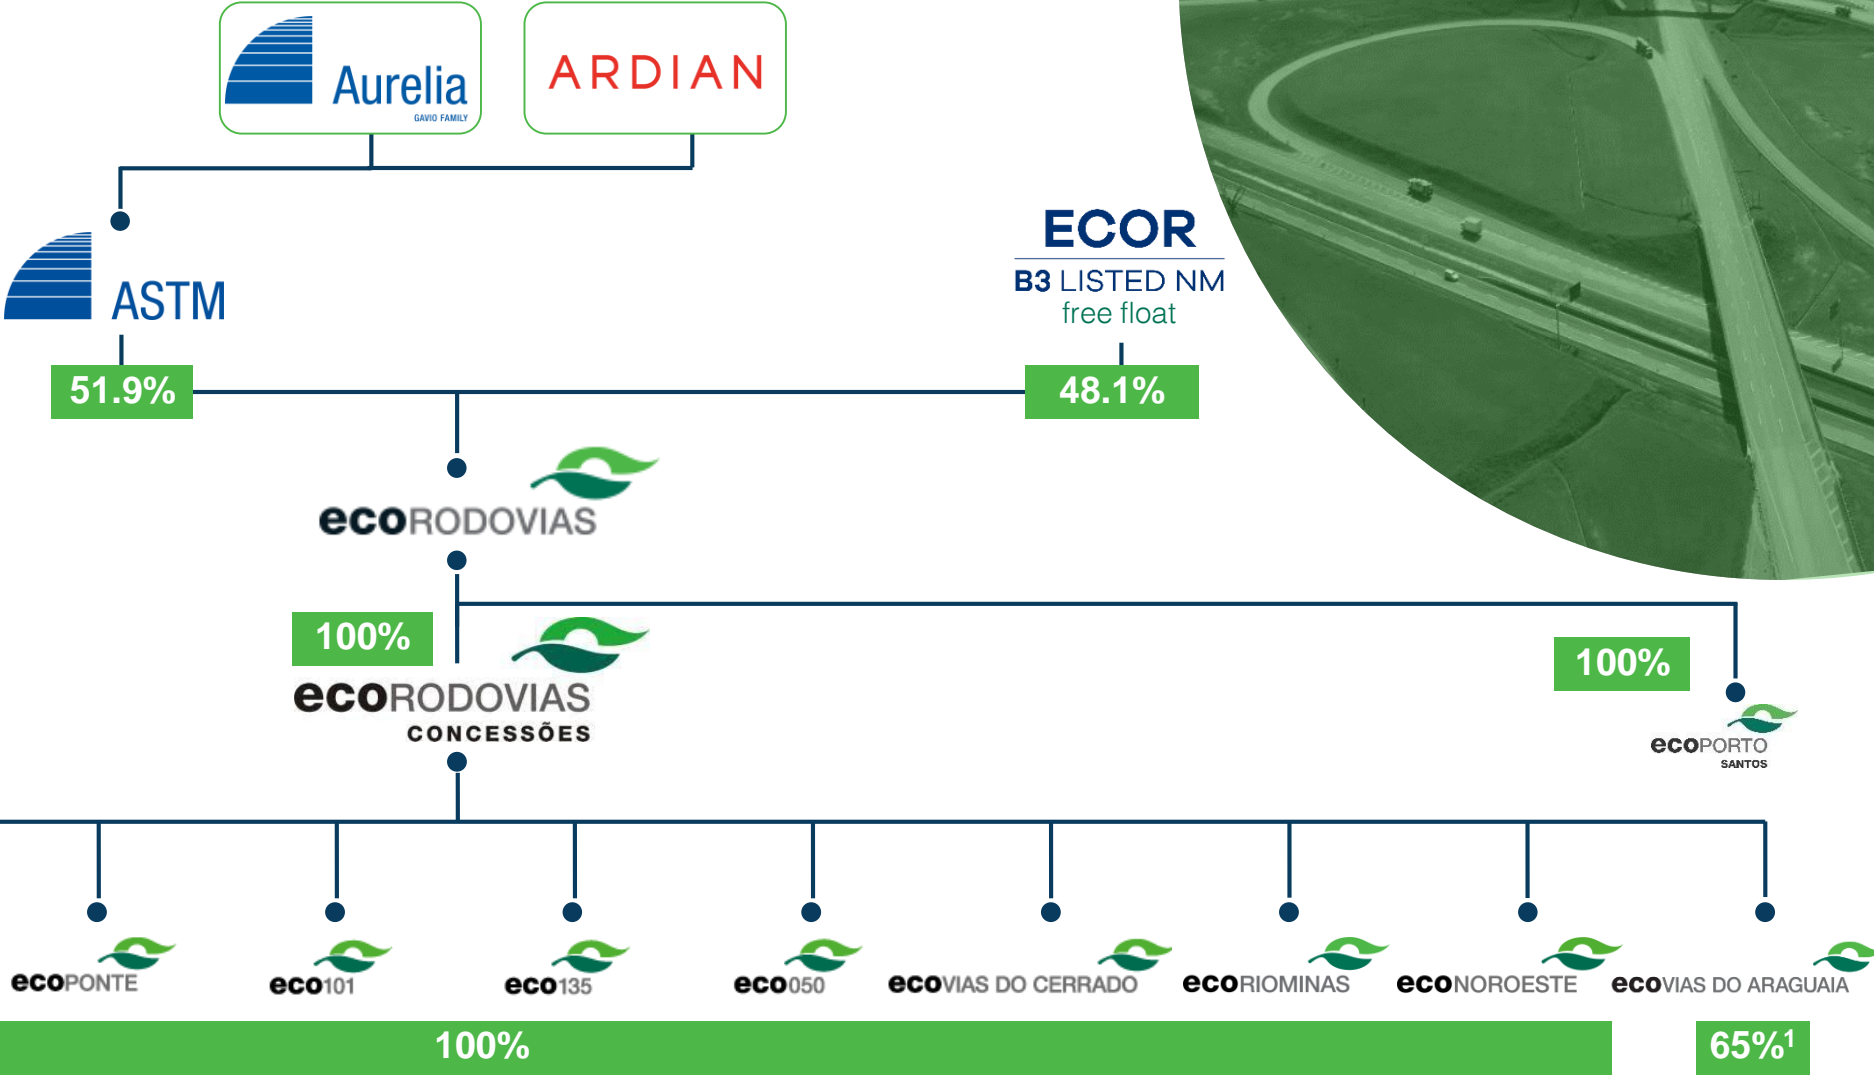 Aurelia
GAVIO FAMILY
ARDIAN
ASTM
ECOR
B3 LISTED NM
free float
51.9%
48.1%
ecoRODOVIAS
100%
ecoRODOVIAS
CONCESSÕES
100%
ecoPORTO
SANTOS
ecoPONTE
eco101
eco135
eco050
ecoVIAS DO CERRADO
ecoRIOMINAS
ecoNOROESTE
ecoVIAS DO ARAGUAIA
100%
65%¹